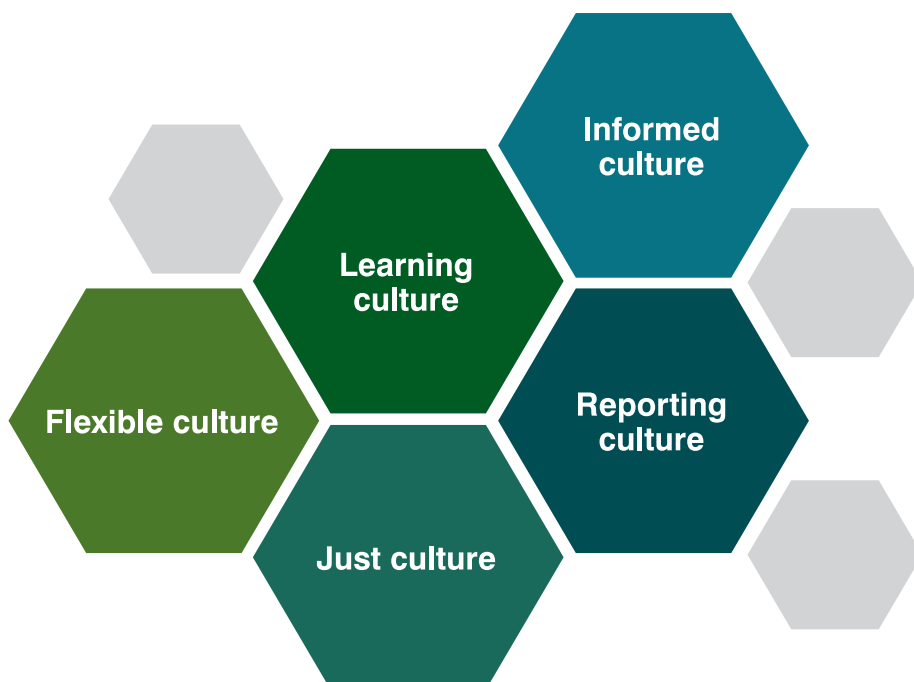 Informed
culture
Learning
culture
Reporting
culture
Flexible culture
Just culture